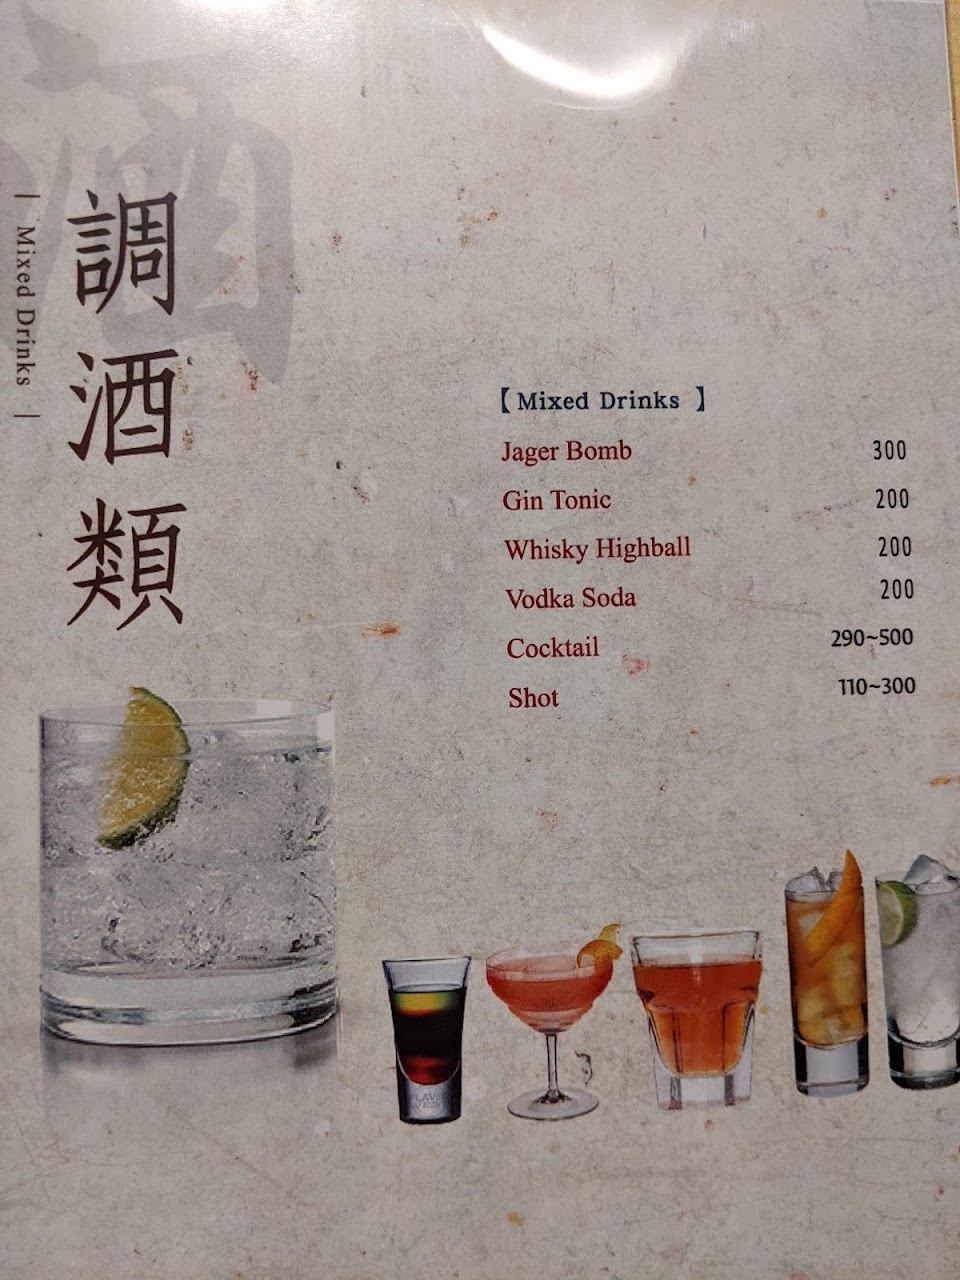 酒
調酒類
| Mixed Drinks |
【 Mixed Drinks 】
Jager Bomb 300
Gin Tonic 200
Whisky Highball 200
Vodka Soda 200
Cocktail 290~500
Shot 110~300